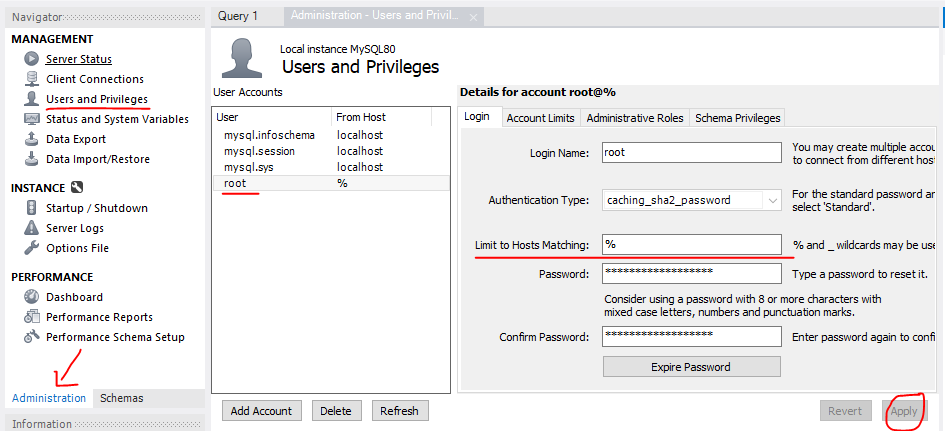 Navigator
MANAGEMENT
Server Status
Client Connections
Users and Privileges
Status and System Variables
Data Export
Data Import/Restore
INSTANCE
Startup / Shutdown
Server Logs
Options File
PERFORMANCE
Dashboard
Performance Reports
Performance Schema Setup
Administration Schemas
Information
Query 1 Administration - Users and Privil...
Local instance MySQL80
Users and Privileges
User Accounts
User From Host
mysql.infoschema localhost
mysql.session localhost
mysql.sys localhost
root %
Add Account Delete Refresh
Details for account root@%
Login Account Limits Administrative Roles Schema Privileges
Login Name: root You may create multiple accou
to connect from different hos
Authentication Type: caching_sha2_password For the standard password an
select 'Standard'.
Limit to Hosts Matching: % % and _ wildcards may be use
Password: ****************** Type a password to reset it.
Consider using a password with 8 or more characters with
mixed case letters, numbers and punctuation marks.
Confirm Password: ****************** Enter password again to confi
Expire Password
Revert Apply